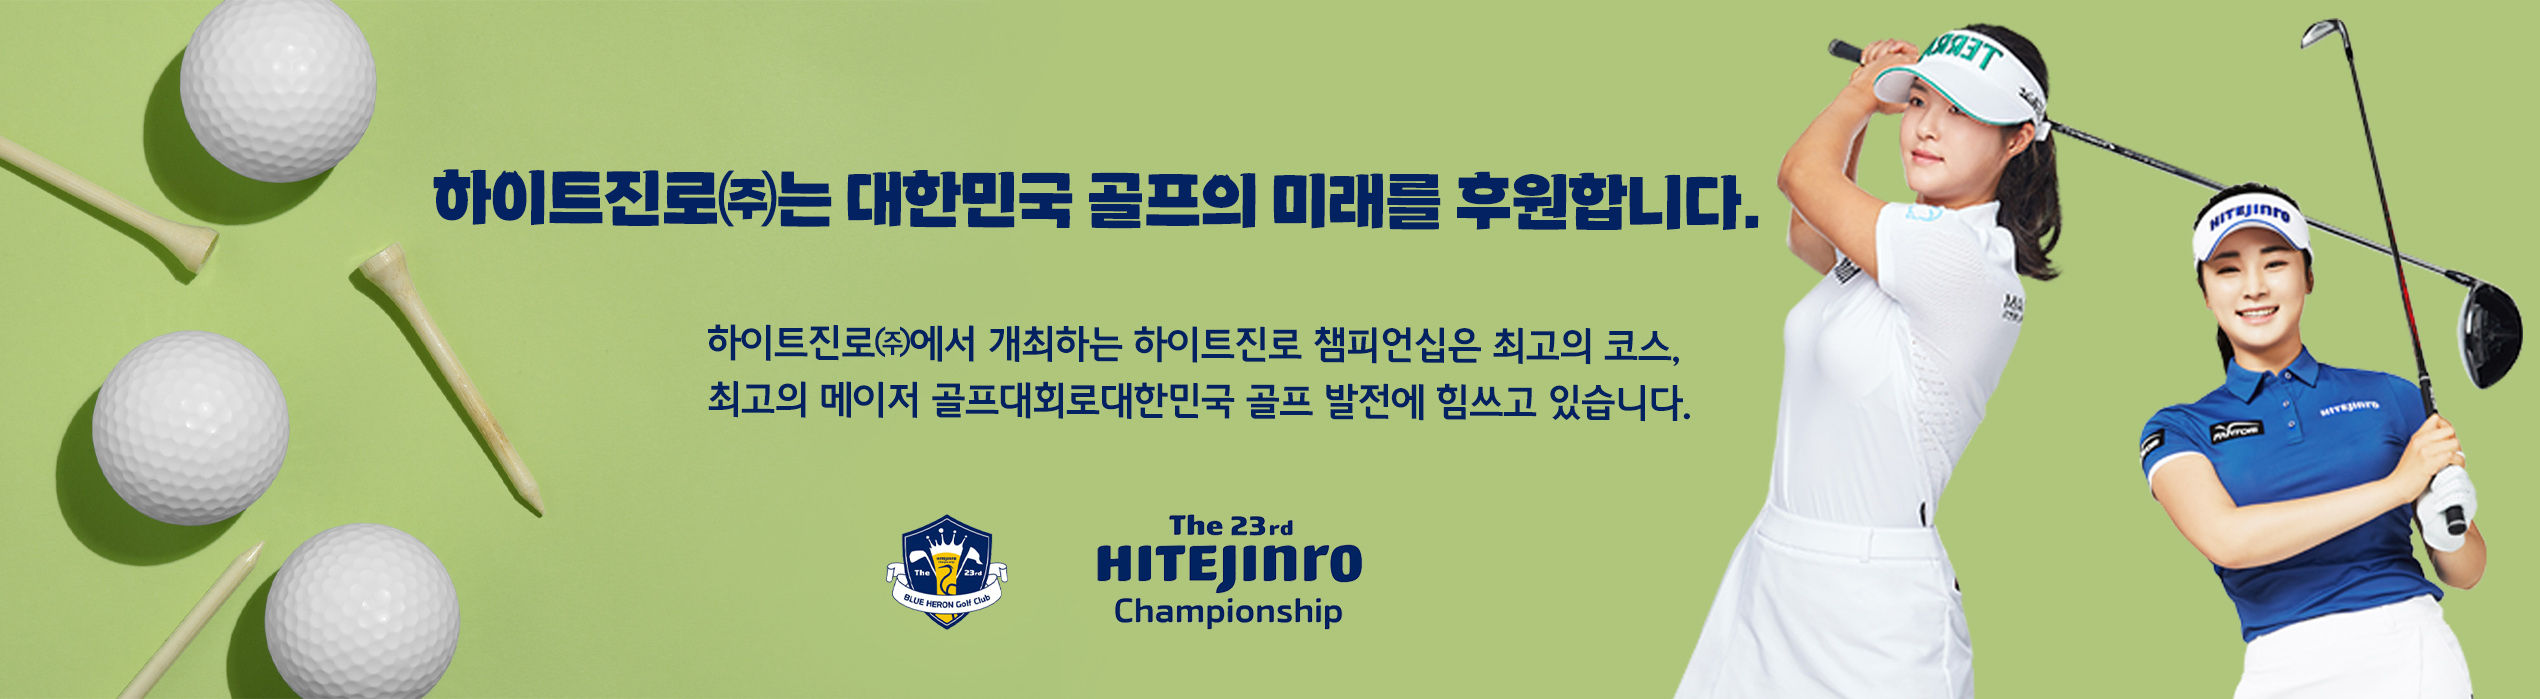 하이트진로㈜는 대한민국 골프의 미래를 후원합니다.
하이트진로㈜에서 개최하는 하이트진로 챔피언십은 최고의 코스,
최고의 메이저 골프대회로대한민국 골프 발전에 힘쓰고 있습니다.
The 23rd
BLUE HERON Golf Club
The 23rd
HITEJINRO
Championship
TERRA
HITEJINRO
HITEJINRO